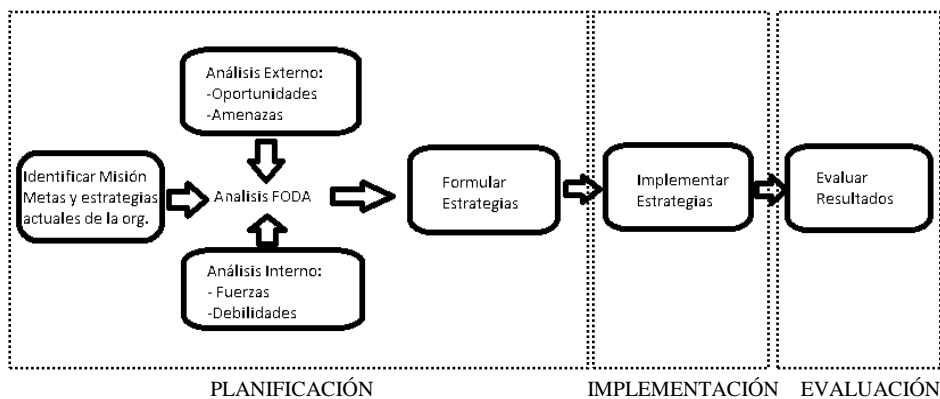 Análisis Externo:
-Oportunidades
-Amenazas
Identificar Misión
Metas y estrategias
actuales de la org.
Analisis FODA
Análisis Interno:
- Fuerzas
-Debilidades
Formular
Estrategias
Implementar
Estrategias
Evaluar
Resultados
PLANIFICACIÓN
IMPLEMENTACIÓN
EVALUACIÓN